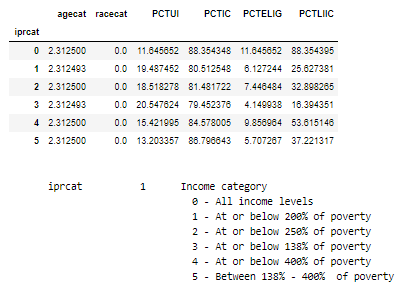 agecat racecat PCTUI PCTIC PCTELIG PCTLIIC
iprcat
0 2.312500 0.0 11.645652 88.354348 11.645652 88.354395
1 2.312493 0.0 19.487452 80.512548 6.127244 25.627381
2 2.312500 0.0 18.518278 81.481722 7.446484 32.898265
3 2.312493 0.0 20.547624 79.452376 4.149938 16.394351
4 2.312500 0.0 15.421995 84.578005 9.856964 53.615146
5 2.312500 0.0 13.203357 86.796643 5.707267 37.221317
iprcat 1 Income category
0 - All income levels
1 - At or below 200% of poverty
2 - At or below 250% of poverty
3 - At or below 138% of poverty
4 - At or below 400% of poverty
5 - Between 138% - 400% of poverty